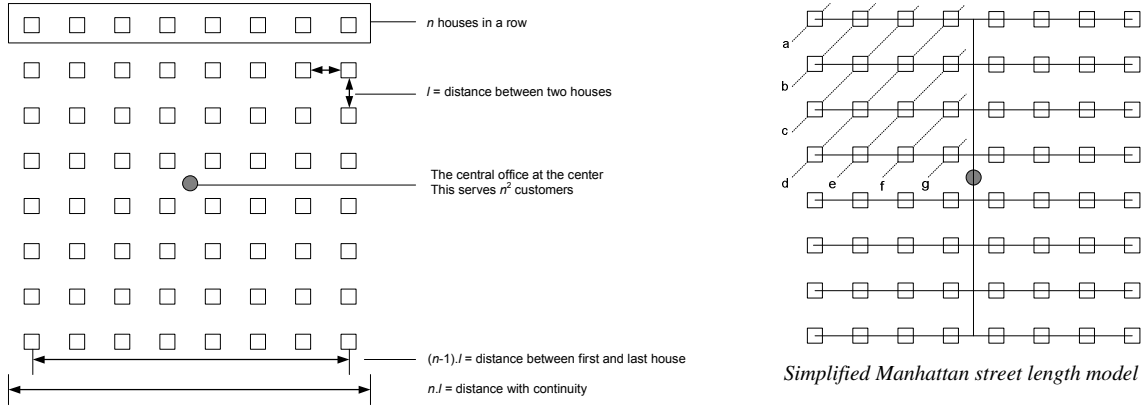 n houses in a row
l = distance between two houses
The central office at the center
This serves n² customers
(n-1).l = distance between first and last house
n.l = distance with continuity
a
b
c
d e f g
Simplified Manhattan street length model